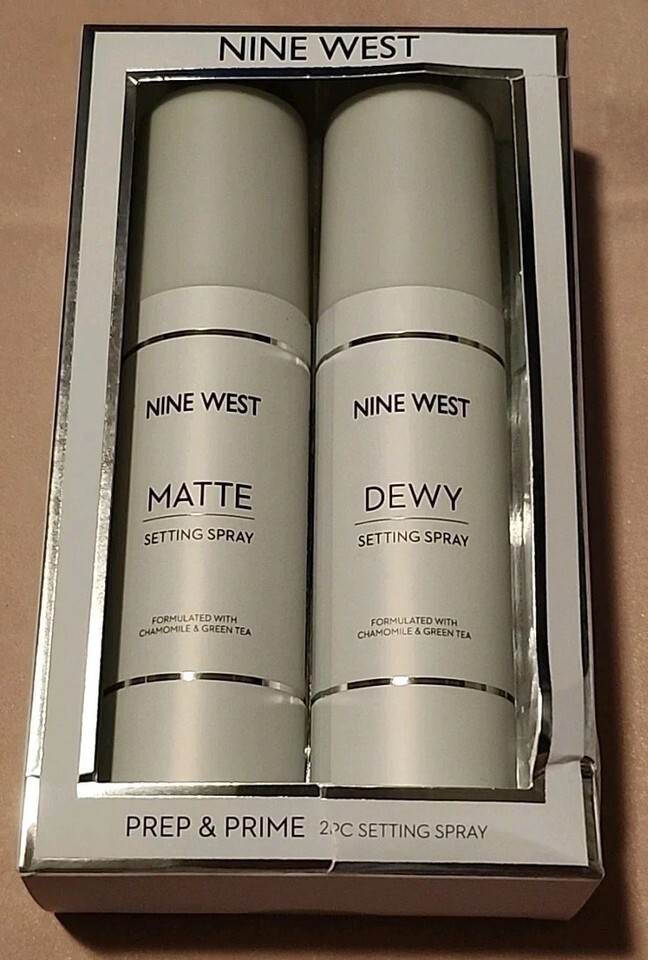 NINE WEST
NINE WEST
MATTE
SETTING SPRAY
FORMULATED WITH
CHAMOMILE & GREEN TEA
NINE WEST
DEWY
SETTING SPRAY
FORMULATED WITH
CHAMOMILE & GREEN TEA
PREP & PRIME 2PC SETTING SPRAY